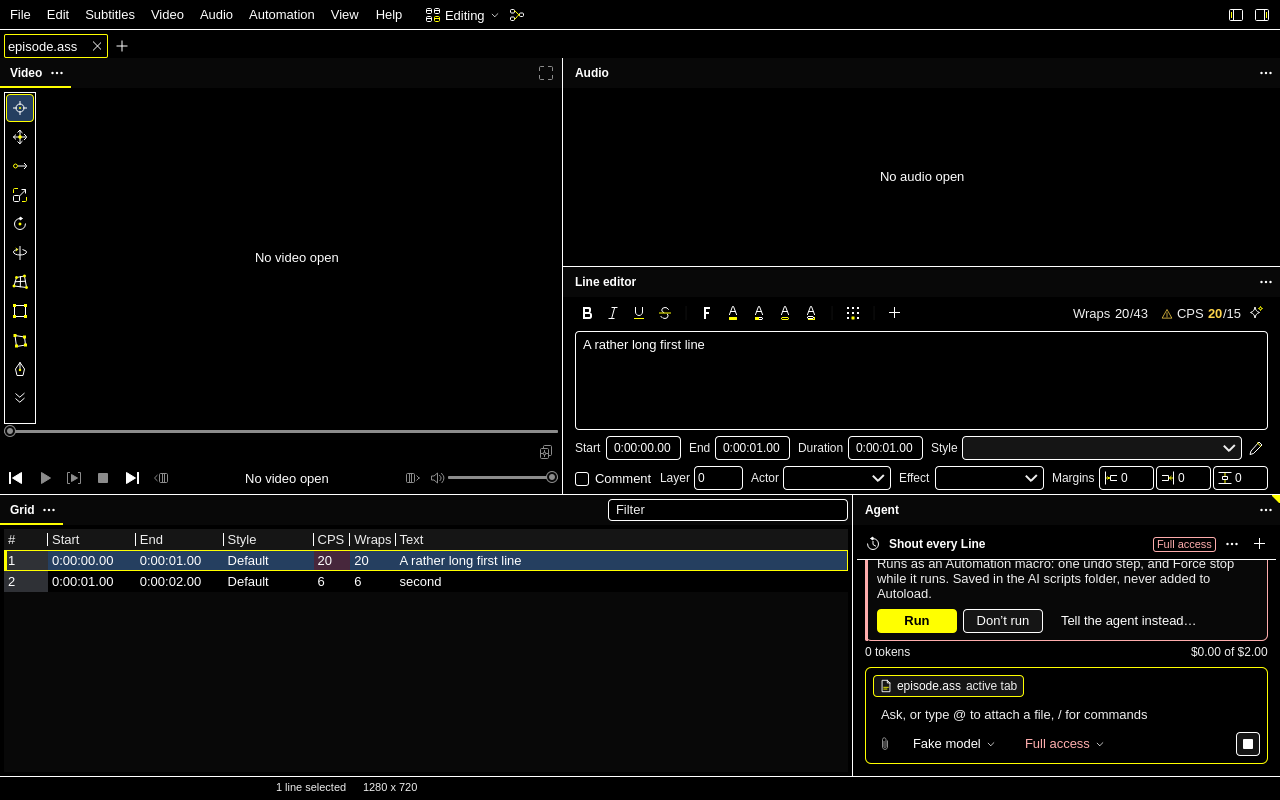 File Edit Subtitles Video Audio Automation View Help Editing
episode.ass
Video
Audio
No audio open
No video open
Line editor
B I U S F A A A A Wraps 20/43 CPS 20/15
A rather long first line
Start 0:00:00.00 End 0:00:01.00 Duration 0:00:01.00 Style
Comment Layer 0 Actor Effect Margins 0 0 0
No video open
Grid
Filter
# Start End Style CPS Wraps Text
1 0:00:00.00 0:00:01.00 Default 20 20 A rather long first line
2 0:00:01.00 0:00:02.00 Default 6 6 second
Agent
Shout every Line Full access
Runs as an Automation macro: one undo step, and Force stop
while it runs. Saved in the AI scripts folder, never added to
Autoload.
Run Don't run Tell the agent instead…
0 tokens $0.00 of $2.00
episode.ass active tab
Ask, or type @ to attach a file, / for commands
Fake model Full access
1 line selected 1280 x 720